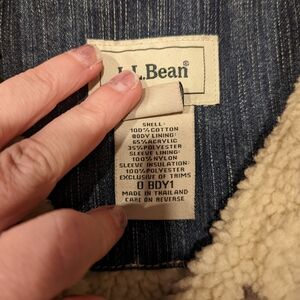 L.L.Bean®
SHELL:
100% COTTON
BODY LINING:
65% ACRYLIC
35% POLYESTER
SLEEVE LINING:
100% NYLON
SLEEVE INSULATION:
100% POLYESTER
EXCLUSIVE OF TRIMS
0 BDY1
MADE IN THAILAND
CARE ON REVERSE